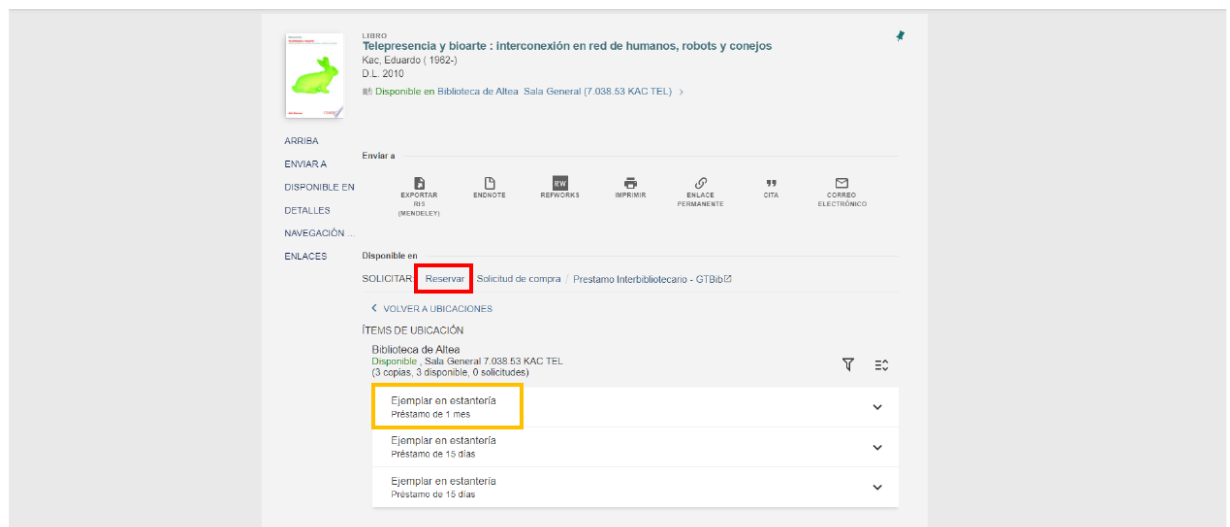 LIBRO
Telepresencia y bioarte : interconexión en red de humanos, robots y conejos
Kac, Eduardo ( 1962-)
D.L. 2010
Disponible en Biblioteca de Altea Sala General (7.038.53 KAC TEL) >
ARRIBA
ENVIAR A
DISPONIBLE EN
DETALLES
NAVEGACIÓN ...
ENLACES
Enviar a
EXPORTAR RIS (MENDELEY)
ENDNOTE
RW
REFWORKS
IMPRIMIR
ENLACE PERMANENTE
CITA
CORREO ELECTRÓNICO
Disponible en
SOLICITAR: Reservar Solicitud de compra / Prestamo Interbibliotecario - GTBib
VOLVER A UBICACIONES
ÍTEMS DE UBICACIÓN
Biblioteca de Altea
Disponible , Sala General 7.038.53 KAC TEL
(3 copias, 3 disponible, 0 solicitudes)
Ejemplar en estantería
Préstamo de 1 mes
Ejemplar en estantería
Préstamo de 15 días
Ejemplar en estantería
Préstamo de 15 días